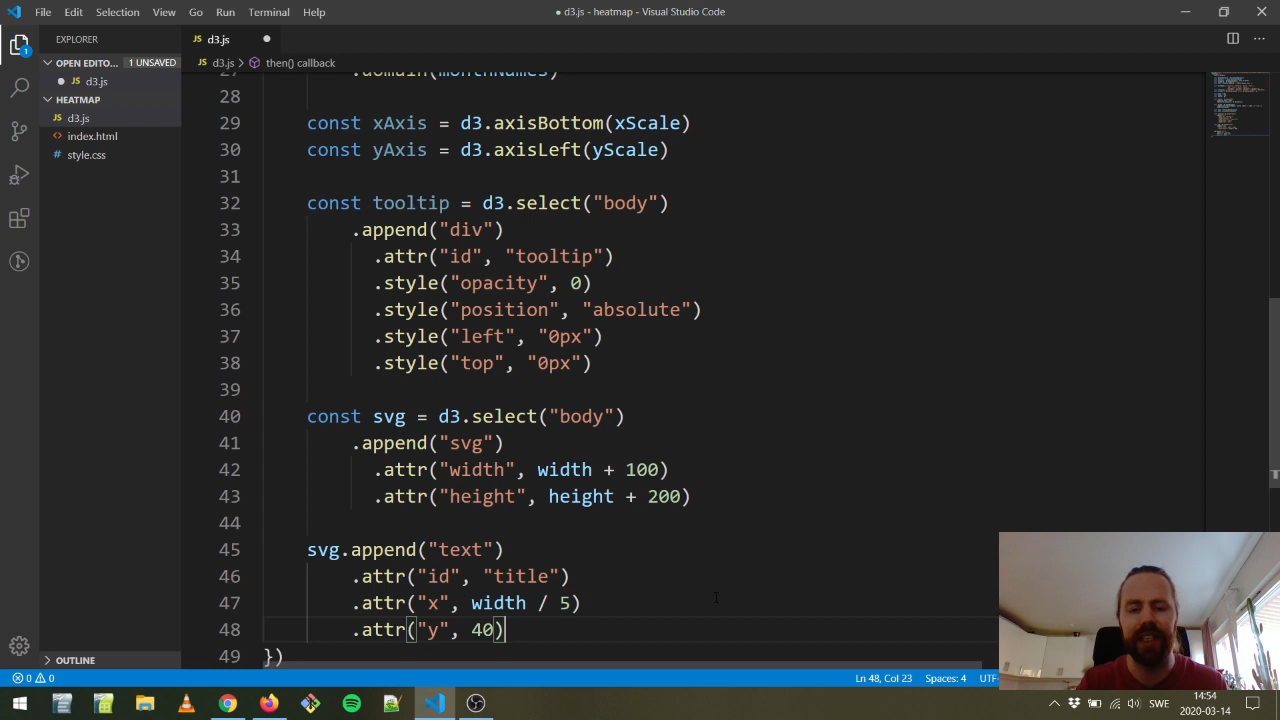 File Edit Selection View Go Run Terminal Help
● d3.js - heatmap - Visual Studio Code
EXPLORER
OPEN EDITO... 1 UNSAVED
● JS d3.js
HEATMAP
JS d3.js
index.html
style.css
OUTLINE
JS d3.js ●
JS d3.js > then() callback
27 .domain(monthNames)
28
29 const xAxis = d3.axisBottom(xScale)
30 const yAxis = d3.axisLeft(yScale)
31
32 const tooltip = d3.select("body")
33 .append("div")
34 .attr("id", "tooltip")
35 .style("opacity", 0)
36 .style("position", "absolute")
37 .style("left", "0px")
38 .style("top", "0px")
39
40 const svg = d3.select("body")
41 .append("svg")
42 .attr("width", width + 100)
43 .attr("height", height + 200)
44
45 svg.append("text")
46 .attr("id", "title")
47 .attr("x", width / 5)
48 .attr("y", 40)
49 })
0 0
Ln 48, Col 23 Spaces: 4 UTF-
SWE
14:54
2020-03-14